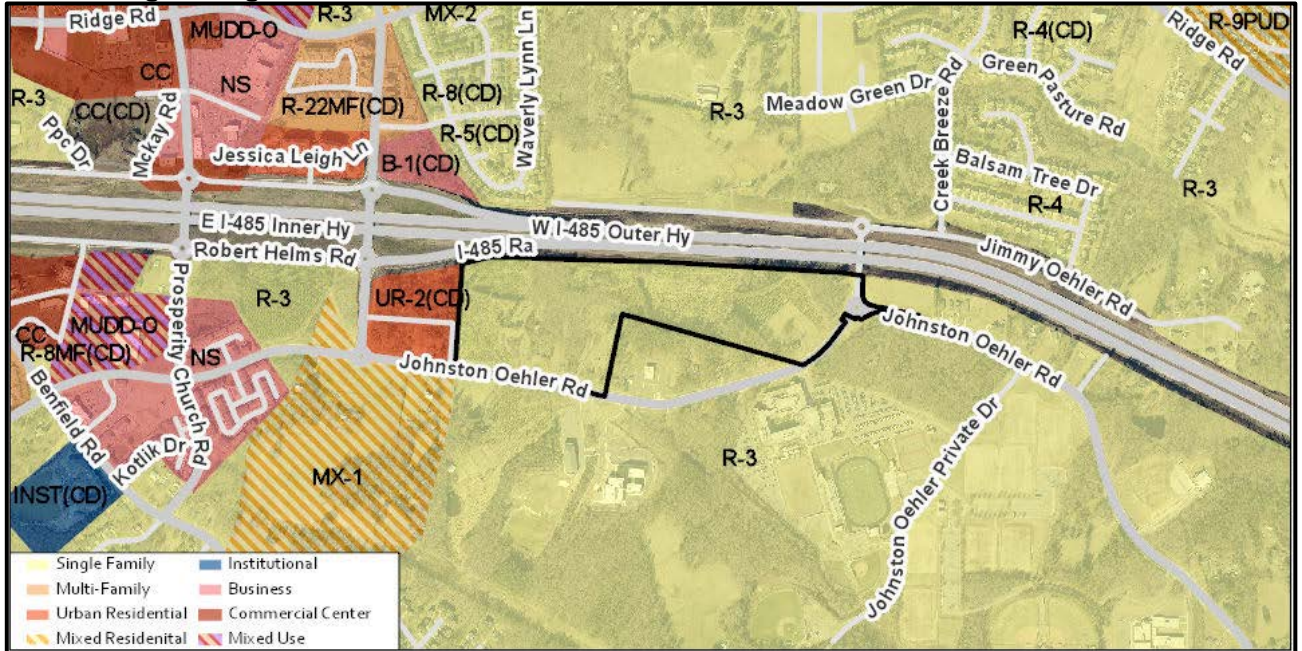 Ridge Rd
R-3
MX-2
MUDD-O
Waverly Lynn Ln
R-4(CD)
R-9PUD
Ridge Rd
CC
NS
R-3
CC(CD)
R-22MF(CD)
R-8(CD)
R-3
Meadow Green Dr
Green Pasture Rd
Creek Breeze Rd
Ppc Dr
Mckay Rd
R-5(CD)
Jessica Leigh Ln
B-1(CD)
Balsam Tree Dr
R-4
R-3
E I-485 Inner Hy
W I-485 Outer Hy
Robert Helms Rd
I-485 Ra
Jimmy Oehler Rd
R-3
UR-2(CD)
Prosperity Church Rd
MUDD-O
CC
R-8MF(CD)
NS
Johnston Oehler Rd
Johnston Oehler Rd
Benfield Rd
Kotlik Dr
MX-1
R-3
INST(CD)
Johnston Oehler Private Dr
Single Family
Institutional
Multi-Family
Business
Urban Residential
Commercial Center
Mixed Residenital
Mixed Use